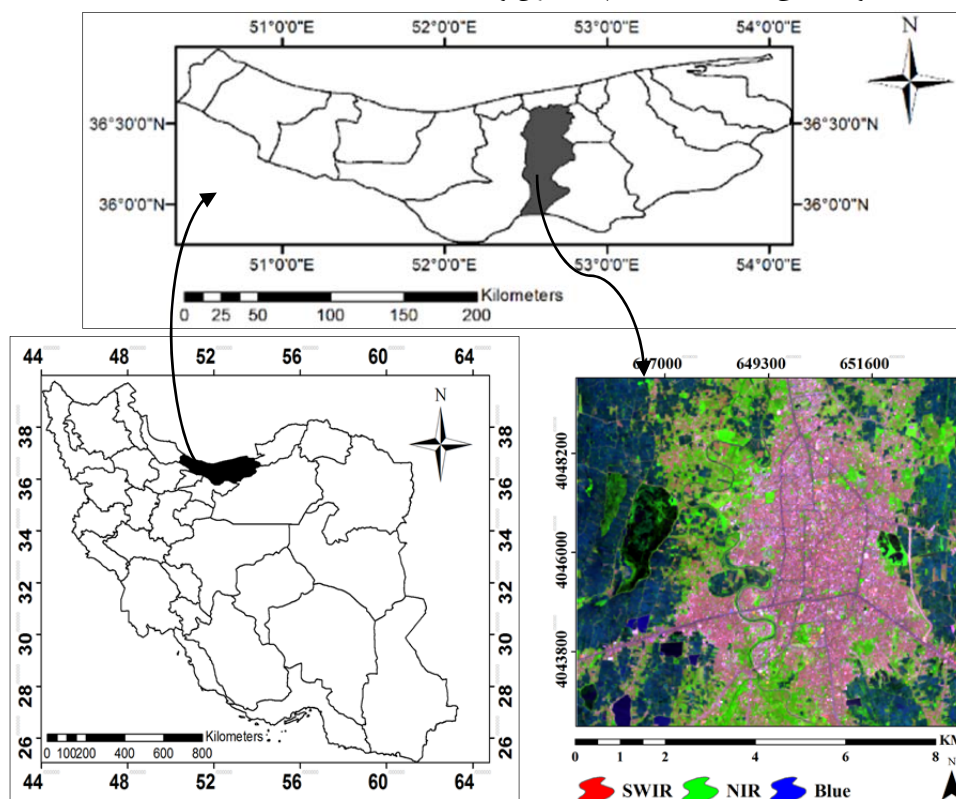 N
51°0'0"E 52°0'0"E 53°0'0"E 54°0'0"E
36°30'0"N 36°30'0"N
36°0'0"N 36°0'0"N
51°0'0"E 52°0'0"E 53°0'0"E 54°0'0"E
Kilometers
0 25 50 100 150 200
44 48 52 56 60 64
N
38 38
36 36
34 34
32 32
30 30
28 28
26 26
Kilometers
0 100 200 400 600 800
44 48 52 56 60 64
647000 649300 651600
4048200
4046000
4043800
KM
0 2 4 6 8
N
SWIR NIR Blue